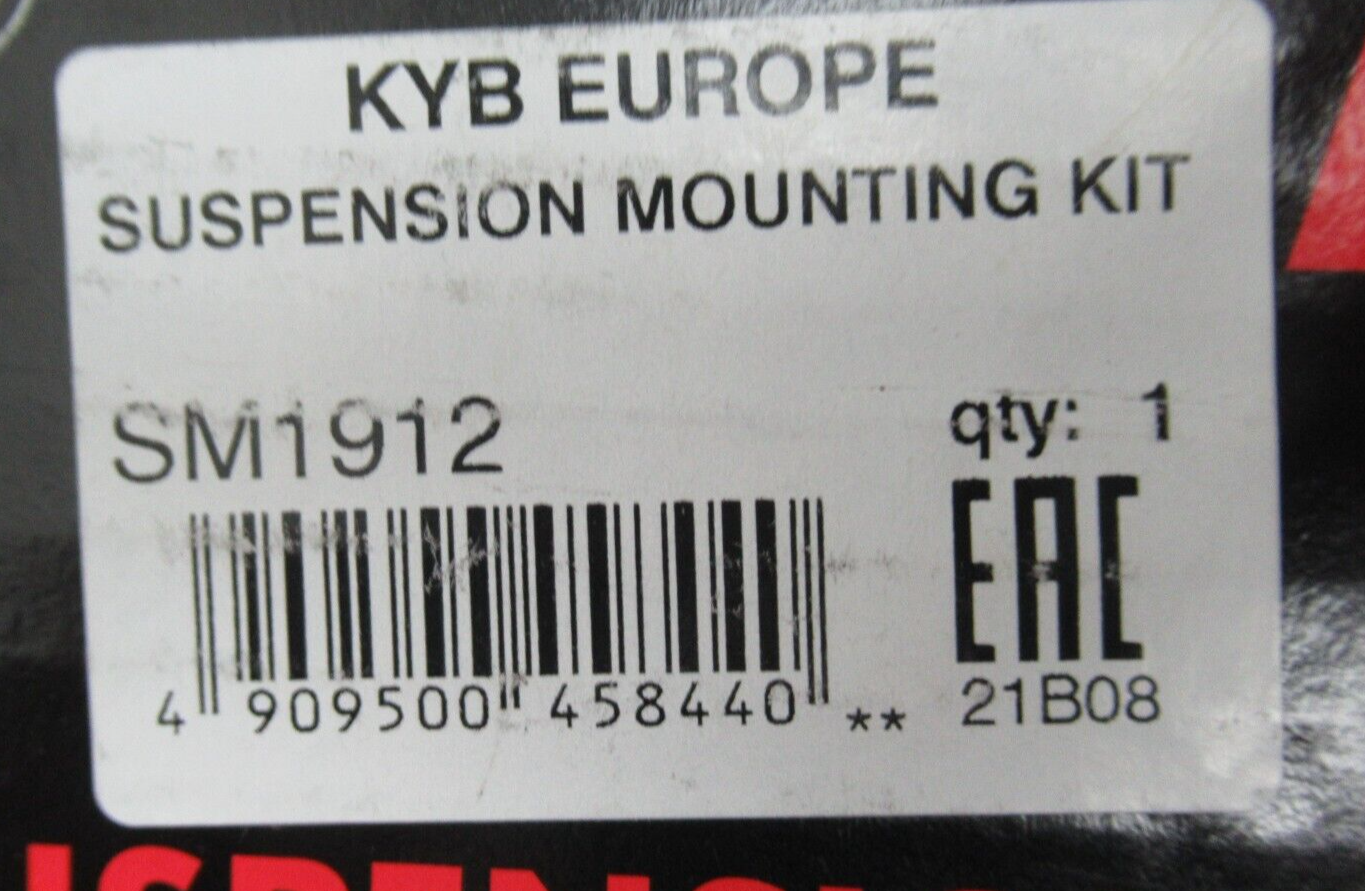 KYB EUROPE
SUSPENSION MOUNTING KIT
SM1912
qty: 1
EAC
4 909500 458440 **
21B08